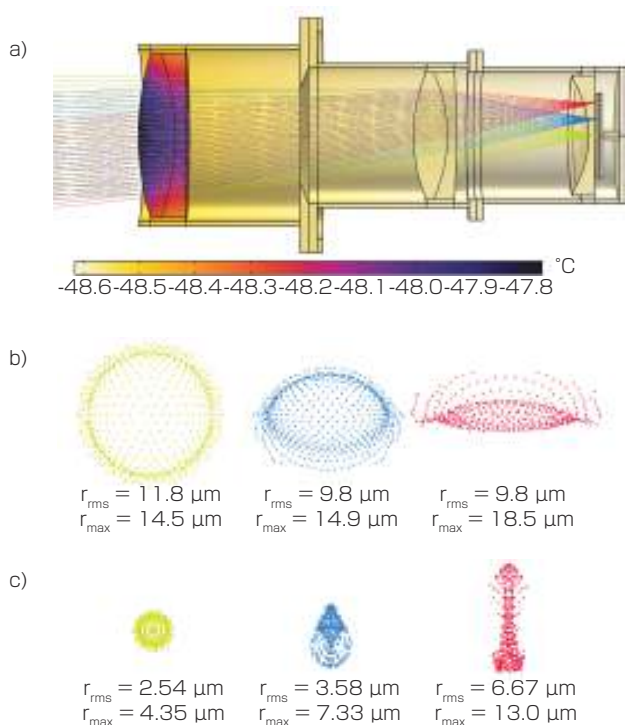 a)
°C
-48.6 -48.5 -48.4 -48.3 -48.2 -48.1 -48.0 -47.9 -47.8
b)
r_rms = 11.8 µm r_rms = 9.8 µm r_rms = 9.8 µm
r_max = 14.5 µm r_max = 14.9 µm r_max = 18.5 µm
c)
r_rms = 2.54 µm r_rms = 3.58 µm r_rms = 6.67 µm
r_max = 4.35 µm r_max = 7.33 µm r_max = 13.0 µm